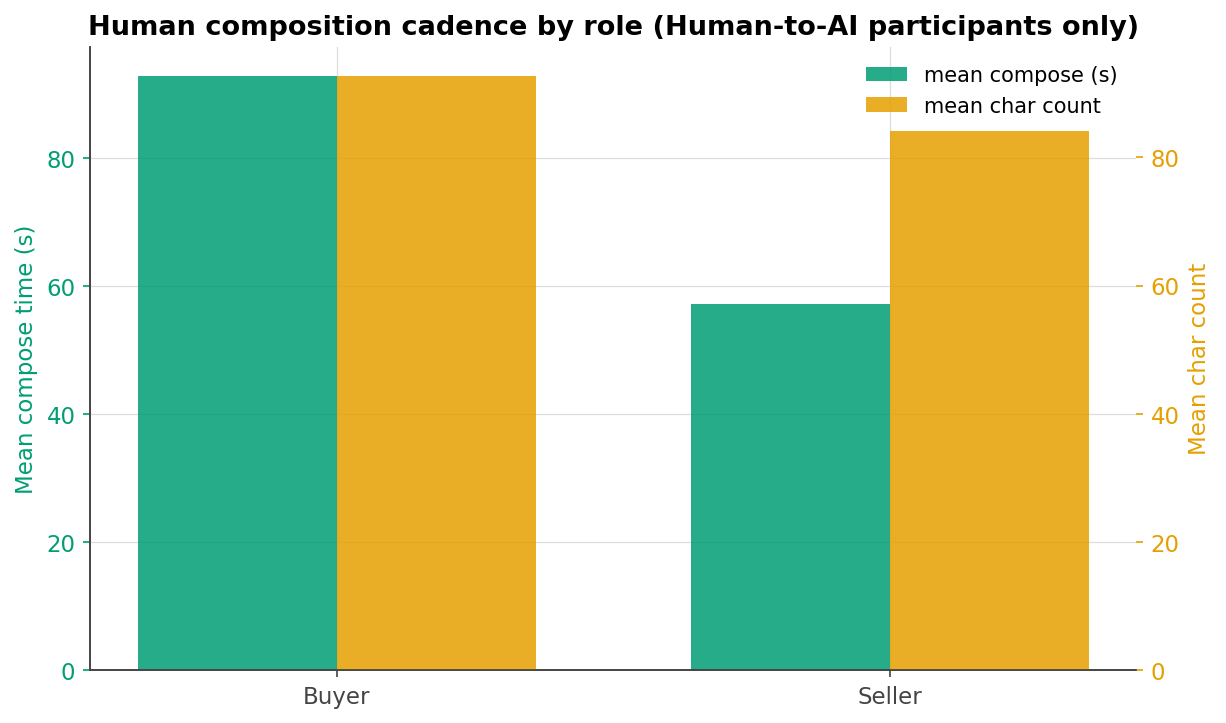 Human composition cadence by role (Human-to-AI participants only)
mean compose (s)
mean char count
Mean compose time (s)
80
60
40
20
0
80
60
40
20
0
Mean char count
Buyer
Seller